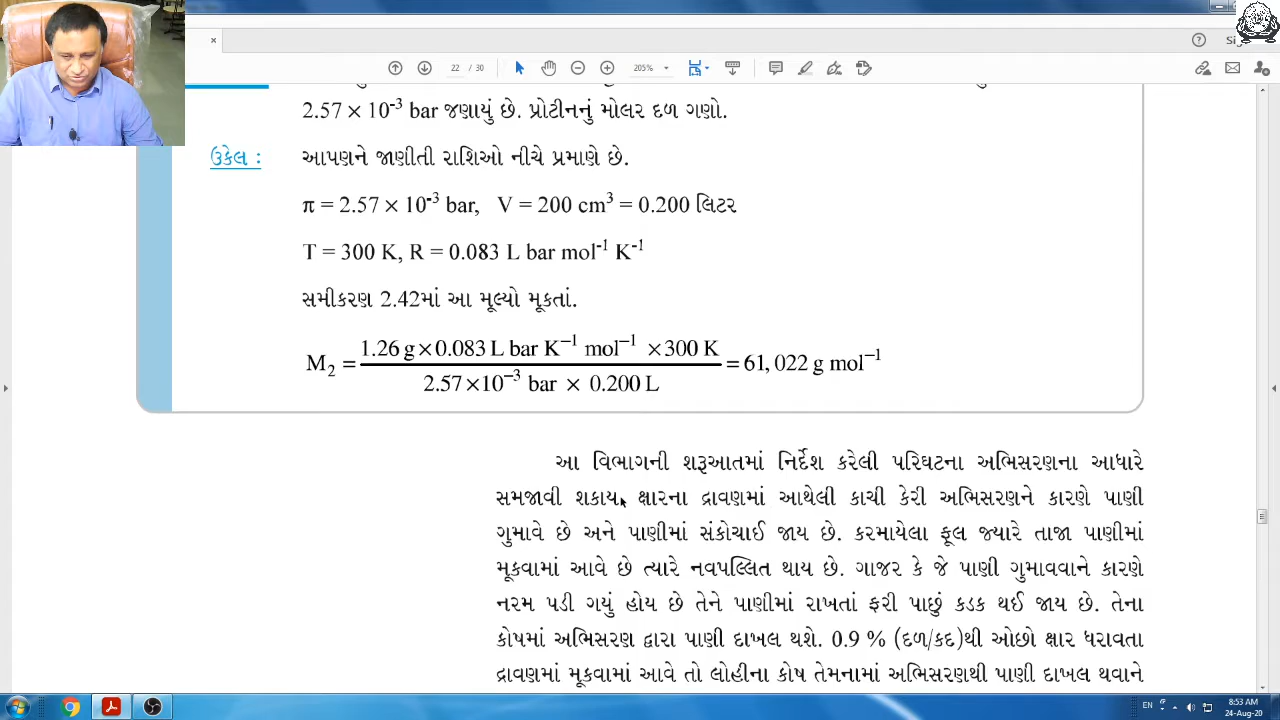 22 / 30
205%
2.57 × 10-3 bar જણાયું છે. પ્રોટીનનું મોલર દળ ગણો.
ઉકેલ :
આપણને જાણીતી રાશિઓ નીચે પ્રમાણે છે.
π = 2.57 × 10-3 bar, V = 200 cm3 = 0.200 લિટર
T = 300 K, R = 0.083 L bar mol-1 K-1
સમીકરણ 2.42માં આ મૂલ્યો મૂકતાં.
M2 = 1.26 g×0.083 L bar K−1 mol−1 ×300 K / 2.57×10−3 bar × 0.200 L = 61, 022 g mol−1
આ વિભાગની શરૂઆતમાં નિર્દેશ કરેલી પરિઘટના અભિસરણના આધારે
સમજાવી શકાય. ક્ષારના દ્રાવણમાં આથેલી કાચી કેરી અભિસરણને કારણે પાણી
ગુમાવે છે અને પાણીમાં સંકોચાઈ જાય છે. કરમાયેલા ફૂલ જ્યારે તાજા પાણીમાં
મૂકવામાં આવે છે ત્યારે નવપલ્લિત થાય છે. ગાજર કે જે પાણી ગુમાવવાને કારણે
નરમ પડી ગયું હોય છે તેને પાણીમાં રાખતાં ફરી પાછું કડક થઈ જાય છે. તેના
કોષમાં અભિસરણ દ્વારા પાણી દાખલ થશે. 0.9 % (દળ/કદ)થી ઓછો ક્ષાર ધરાવતા
દ્રાવણમાં મૂકવામાં આવે તો લોહીના કોષ તેમનામાં અભિસરણથી પાણી દાખલ થવાને
EN
8:53 AM
24-Aug-20